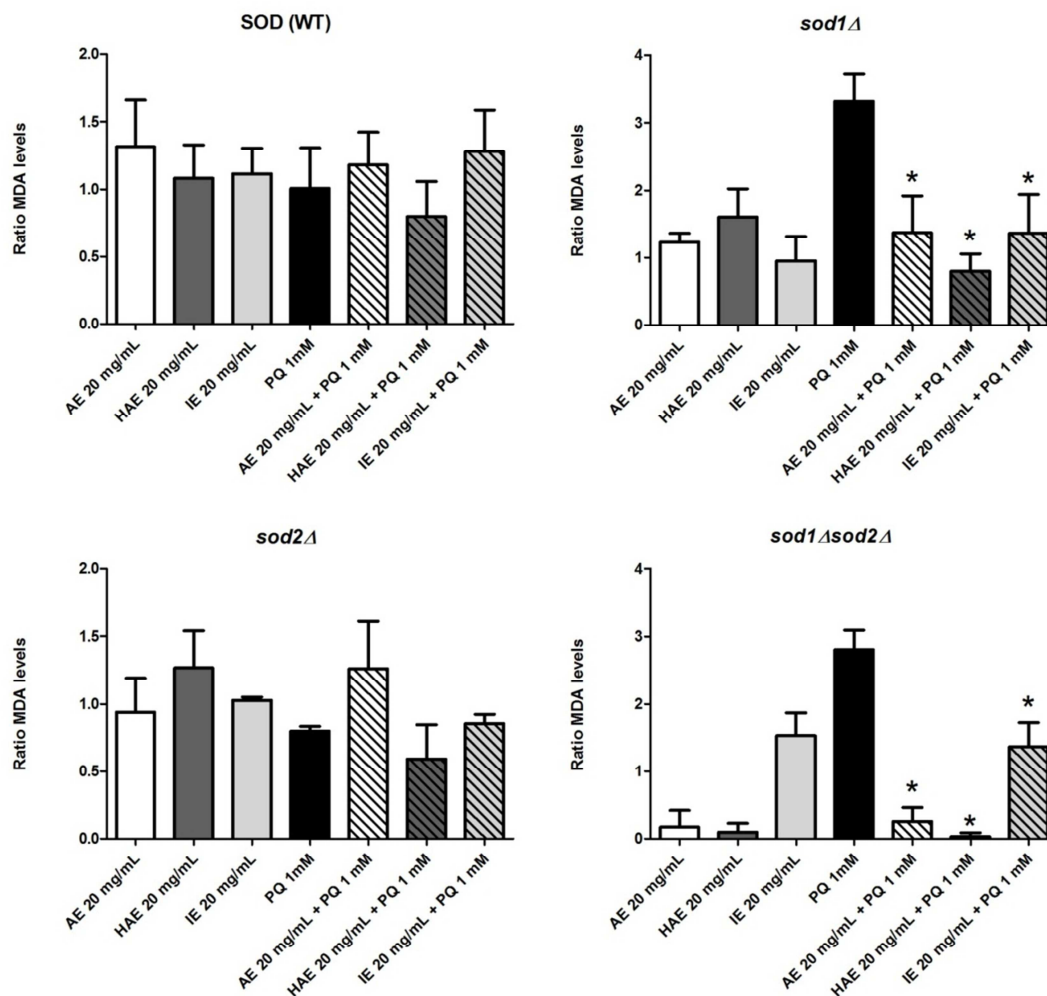 SOD (WT)
Ratio MDA levels
2.0
1.5
1.0
0.5
0.0
AE 20 mg/mL
HAE 20 mg/mL
IE 20 mg/mL
PQ 1mM
AE 20 mg/mL + PQ 1 mM
HAE 20 mg/mL + PQ 1 mM
IE 20 mg/mL + PQ 1 mM
sod1Δ
Ratio MDA levels
4
3
2
1
0
*
*
*
AE 20 mg/mL
HAE 20 mg/mL
IE 20 mg/mL
PQ 1mM
AE 20 mg/mL + PQ 1 mM
HAE 20 mg/mL + PQ 1 mM
IE 20 mg/mL + PQ 1 mM
sod2Δ
Ratio MDA levels
2.0
1.5
1.0
0.5
0.0
AE 20 mg/mL
HAE 20 mg/mL
IE 20 mg/mL
PQ 1mM
AE 20 mg/mL + PQ 1 mM
HAE 20 mg/mL + PQ 1 mM
IE 20 mg/mL + PQ 1 mM
sod1Δsod2Δ
Ratio MDA levels
4
3
2
1
0
*
*
*
AE 20 mg/mL
HAE 20 mg/mL
IE 20 mg/mL
PQ 1mM
AE 20 mg/mL + PQ 1 mM
HAE 20 mg/mL + PQ 1 mM
IE 20 mg/mL + PQ 1 mM